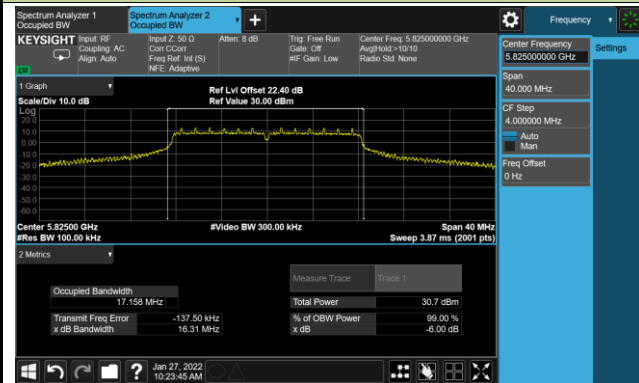 Spectrum Analyzer 1
Occupied BW
Spectrum Analyzer 2
Occupied BW
Frequency
KEYSIGHT
Input: RF
Coupling: AC
Align: Auto
Input Z: 50 Ω
Corr CCorr
Freq Ref: Int (S)
NFE: Adaptive
Atten: 8 dB
Trig: Free Run
Gate: Off
#IF Gain: Low
Center Freq: 5.825000000 GHz
Avg|Hold:>10/10
Radio Std: None
Center Frequency
5.825000000 GHz
Settings
Span
40.000 MHz
CF Step
4.000000 MHz
Auto
Man
Freq Offset
0 Hz
1 Graph
Scale/Div 10.0 dB
Ref Lvl Offset 22.40 dB
Ref Value 30.00 dBm
Log
20.0
10.0
0.00
-10.0
-20.0
-30.0
-40.0
-50.0
-60.0
Center 5.82500 GHz
#Res BW 100.00 kHz
#Video BW 300.00 kHz
Span 40 MHz
Sweep 3.87 ms (2001 pts)
2 Metrics
Measure Trace
Trace 1
Occupied Bandwidth
17.158 MHz
Total Power
30.7 dBm
Transmit Freq Error
-137.50 kHz
% of OBW Power
99.00 %
x dB Bandwidth
16.31 MHz
x dB
-6.00 dB
?
Jan 27, 2022
10:23:45 AM